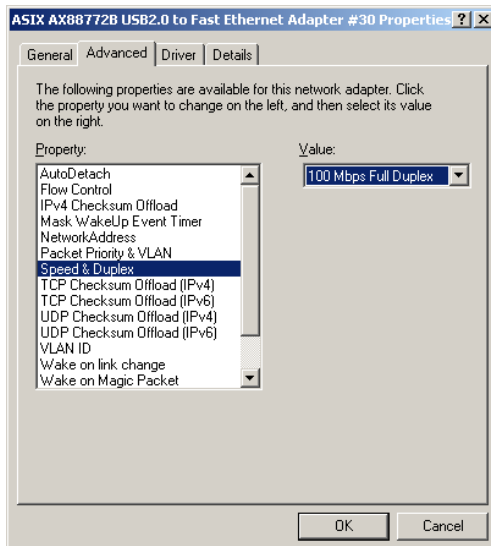 ASIX AX88772B USB2.0 to Fast Ethernet Adapter #30 Properties
General Advanced Driver Details
The following properties are available for this network adapter. Click
the property you want to change on the left, and then select its value
on the right.
Property:
AutoDetach
Flow Control
IPv4 Checksum Offload
Mask WakeUp Event Timer
NetworkAddress
Packet Priority & VLAN
Speed & Duplex
TCP Checksum Offload (IPv4)
TCP Checksum Offload (IPv6)
UDP Checksum Offload (IPv4)
UDP Checksum Offload (IPv6)
VLAN ID
Wake on link change
Wake on Magic Packet
Value:
100 Mbps Full Duplex
OK Cancel